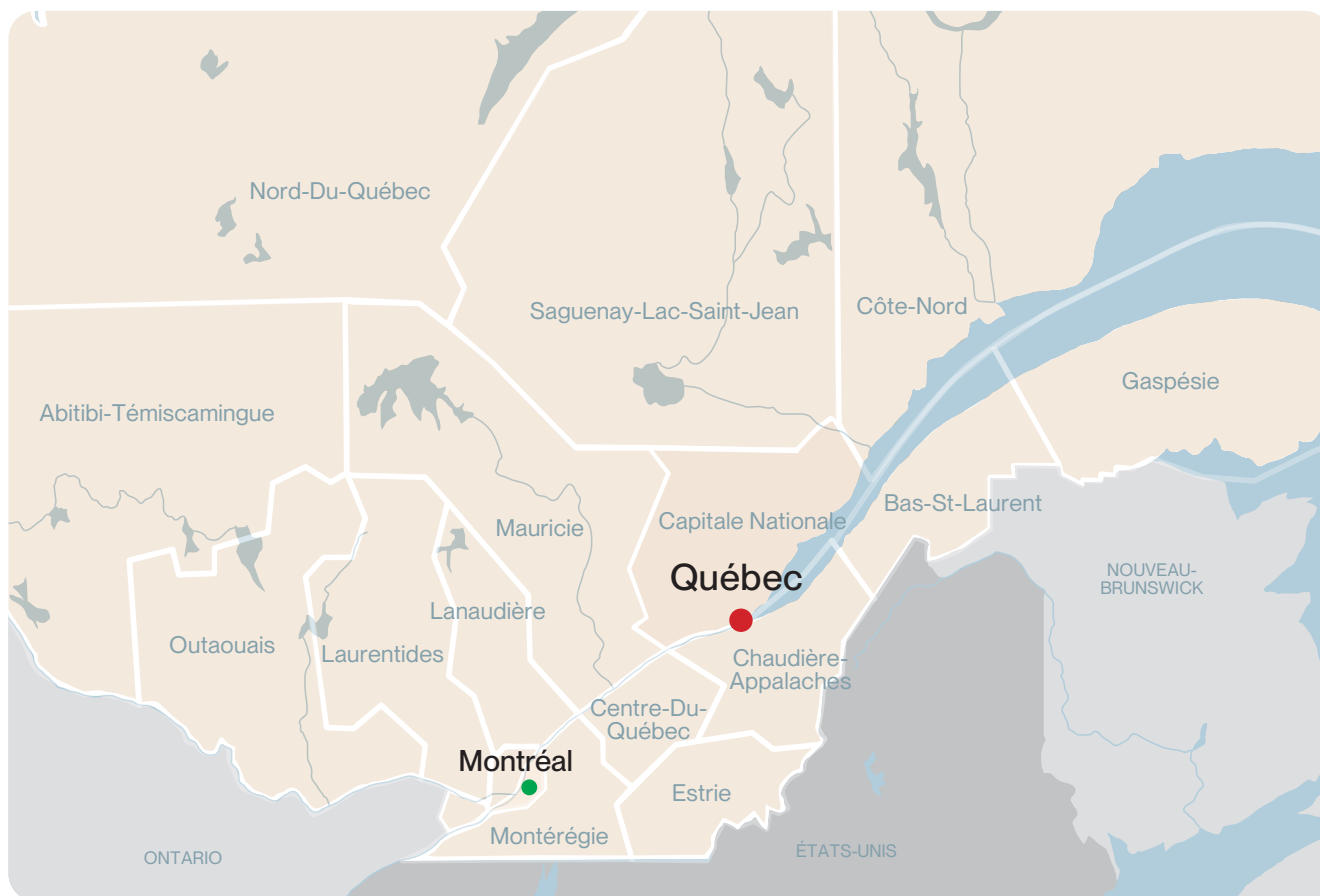 Nord-Du-Québec
Saguenay-Lac-Saint-Jean
Côte-Nord
Gaspésie
Abitibi-Témiscamingue
Bas-St-Laurent
Capitale Nationale
Mauricie
Québec
NOUVEAU-
BRUNSWICK
Lanaudière
Outaouais
Laurentides
Chaudière-
Appalaches
Centre-Du-
Québec
Montréal
Estrie
Montérégie
ONTARIO
ÉTATS-UNIS